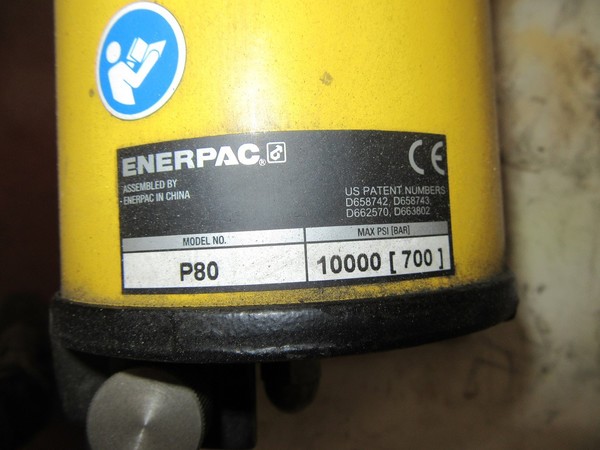 ENERPAC®
CE
ASSEMBLED BY
ENERPAC IN CHINA
US PATENT NUMBERS
D658742, D658743,
D662570, D663802
MODEL NO.
MAX PSI [BAR]
P80
10000 [ 700 ]